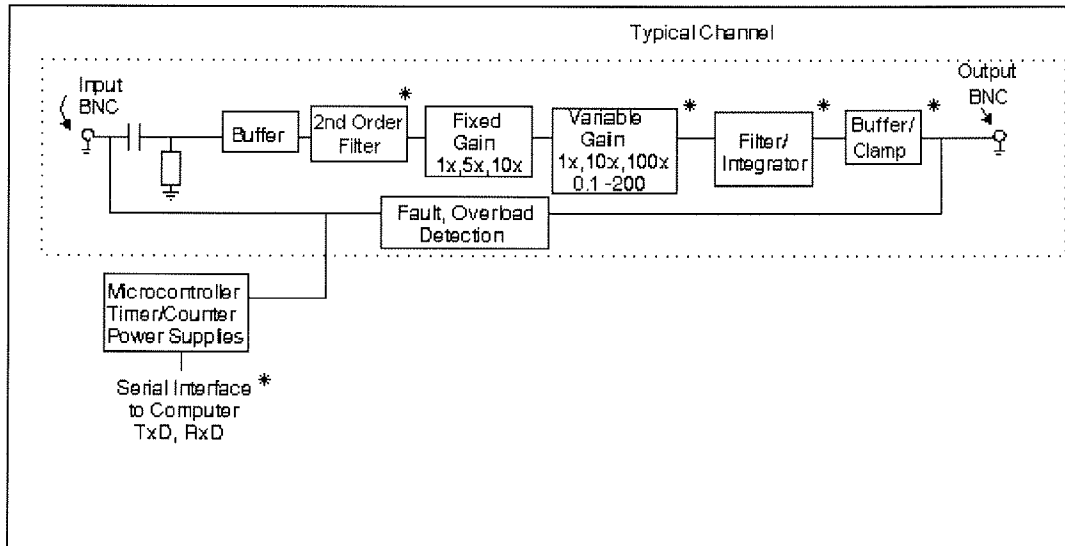 Typical Channel
Input
BNC
Buffer
2nd Order
Filter
*
Fixed
Gain
1x,5x,10x
Variable
Gain
1x,10x,100x
0.1 -200
*
Filter/
Integrator
*
Buffer/
Clamp
*
Output
BNC
Fault, Overload
Detection
Microcontroller
Timer/Counter
Power Supplies
Serial Interface *
to Computer
TxD, RxD